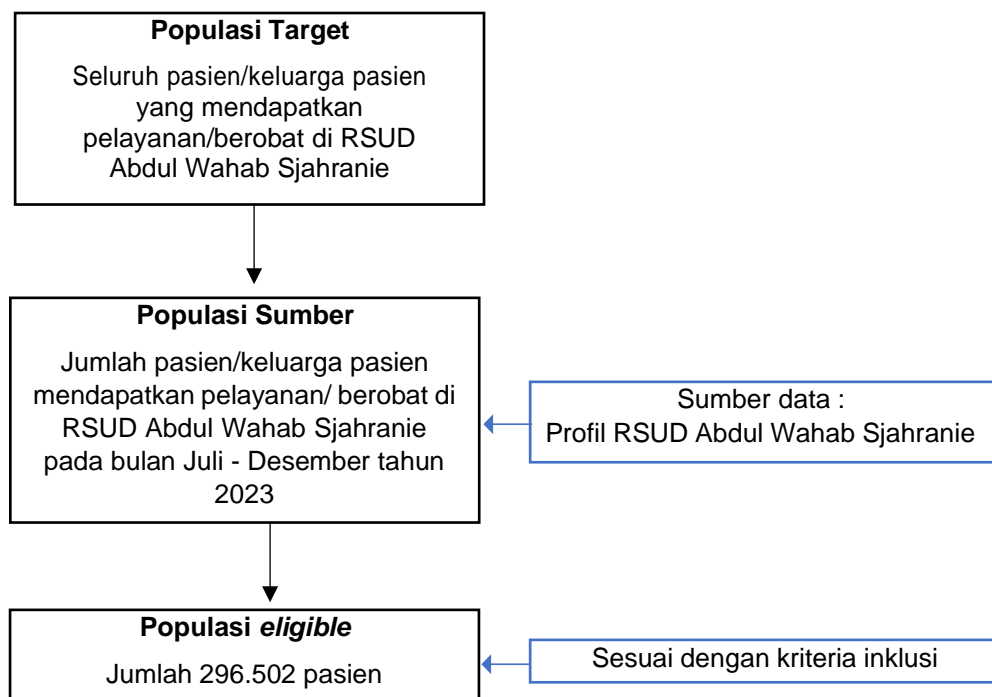 Populasi Target
Seluruh pasien/keluarga pasien
yang mendapatkan
pelayanan/berobat di RSUD
Abdul Wahab Sjahranie
Populasi Sumber
Jumlah pasien/keluarga pasien
mendapatkan pelayanan/ berobat di
RSUD Abdul Wahab Sjahranie
pada bulan Juli - Desember tahun
2023
Sumber data :
Profil RSUD Abdul Wahab Sjahranie
Populasi eligible
Jumlah 296.502 pasien
Sesuai dengan kriteria inklusi